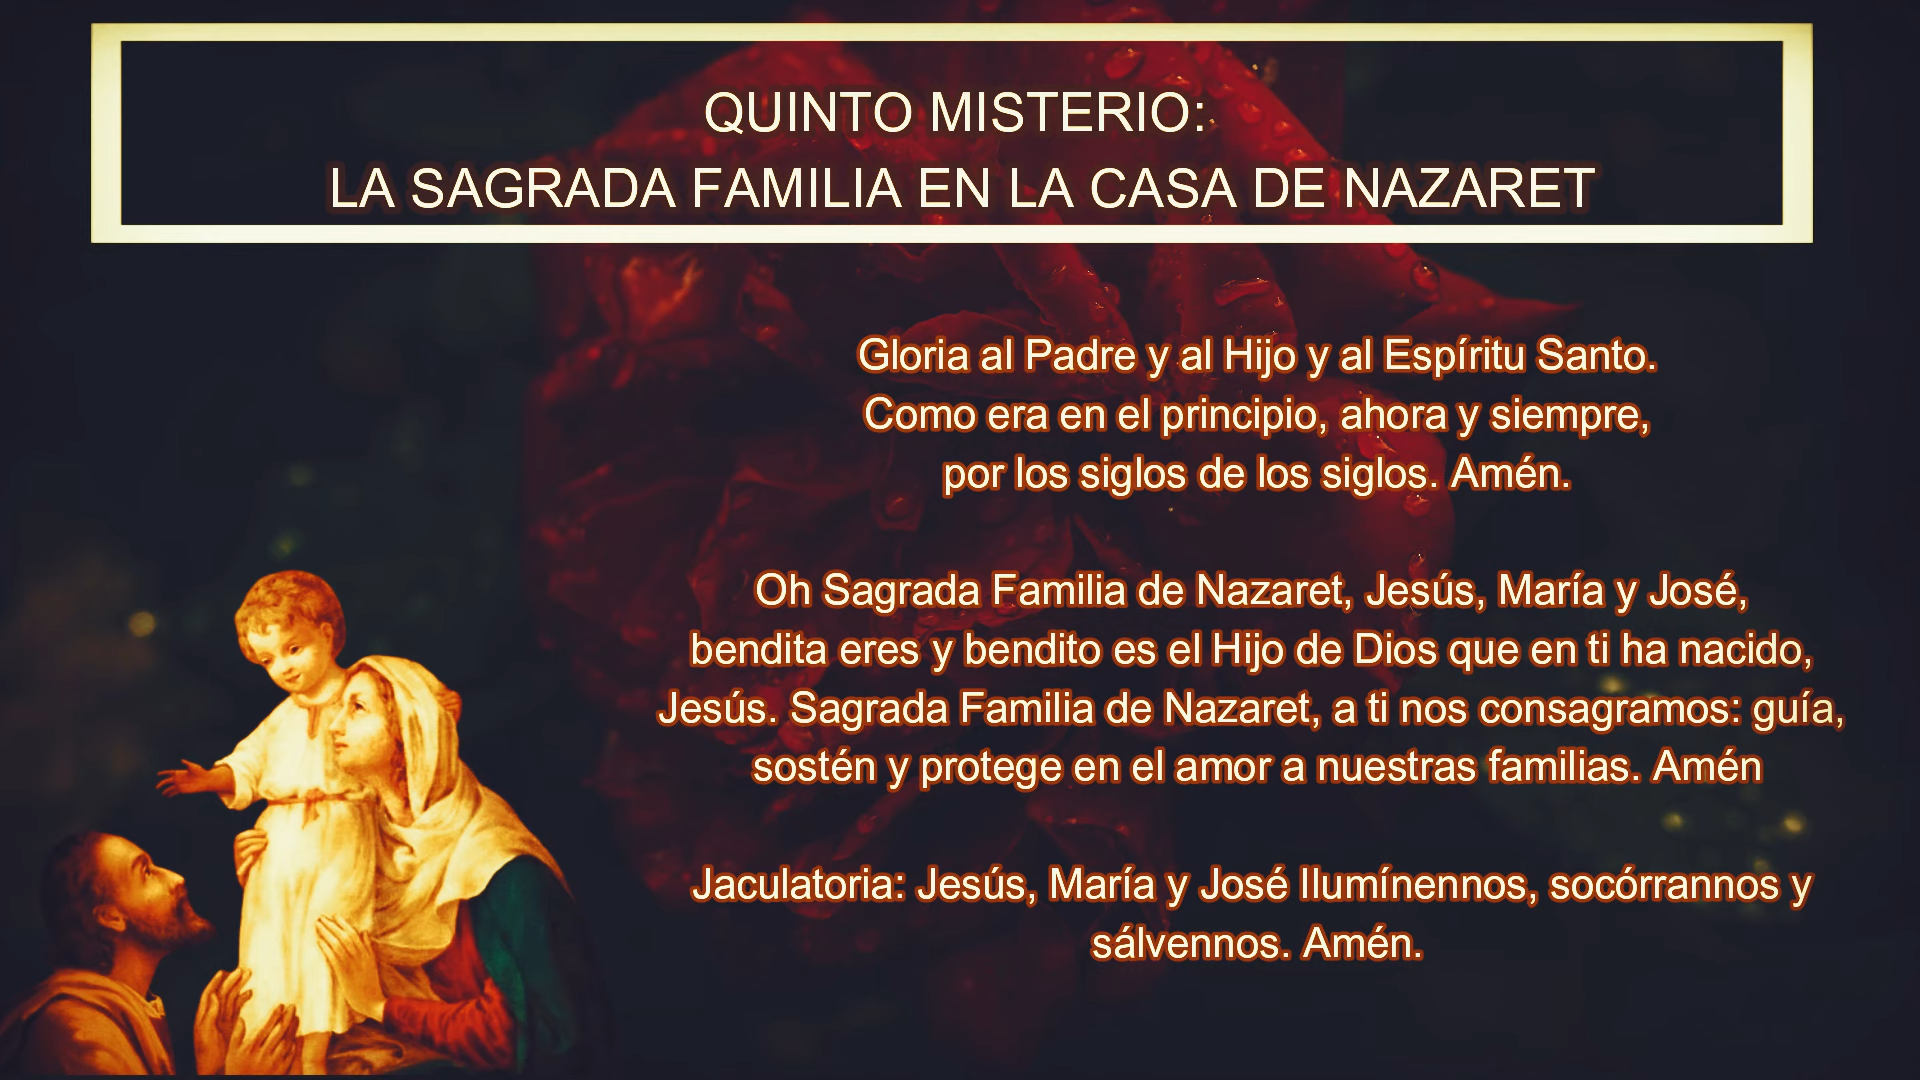 QUINTO MISTERIO:
LA SAGRADA FAMILIA EN LA CASA DE NAZARET
Gloria al Padre y al Hijo y al Espíritu Santo.
Como era en el principio, ahora y siempre,
por los siglos de los siglos. Amén.
Oh Sagrada Familia de Nazaret, Jesús, María y José,
bendita eres y bendito es el Hijo de Dios que en ti ha nacido,
Jesús. Sagrada Familia de Nazaret, a ti nos consagramos: guía,
sostén y protege en el amor a nuestras familias. Amén
Jaculatoria: Jesús, María y José Ilumínennos, socórrannos y
sálvennos. Amén.